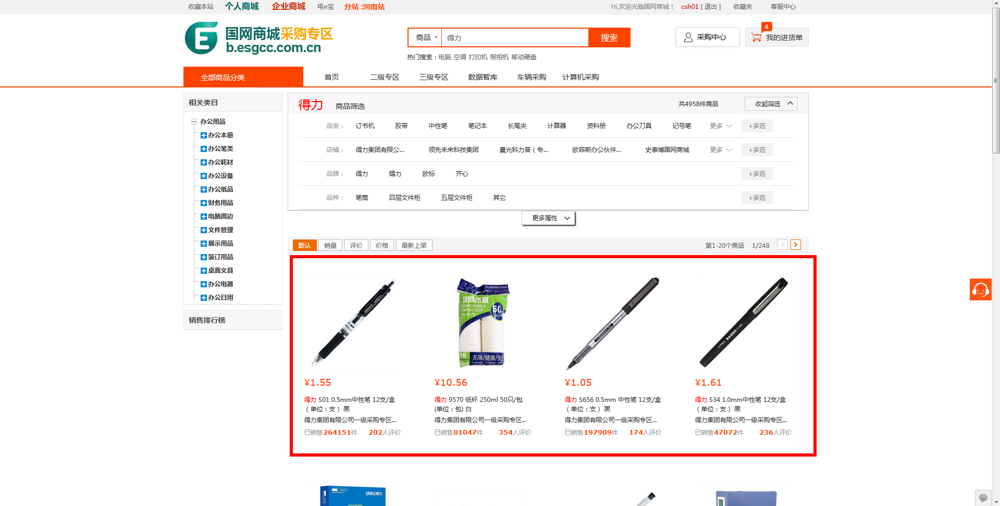 收藏本站 个人商城 企业商城 电e宝 分站 :河南站 Hi,欢迎光临国网商城！ csh01 [ 退出 ] 收藏夹 客服中心
国网商城采购专区
b.esgcc.com.cn
商品 得力 搜索
采购中心
4
我的进货单
热门搜索：电脑 空调 打印机 照相机 移动硬盘
全部商品分类 首页 二级专区 三级专区 数据智库 车辆采购 计算机采购
相关类目
办公用品
办公本册
办公笔类
办公耗材
办公设备
办公纸品
财务用品
电脑周边
文件管理
展示用品
装订用品
桌面文具
办公电器
办公日用
销售排行榜
得力 商品筛选 共4958件商品 收起筛选
品类： 订书机 胶带 中性笔 笔记本 长尾夹 计算器 资料册 办公刀具 记号笔 更多 +多选
店铺： 得力集团有限公... 领先未来科技集团 晨光科力普（专... 欧菲斯办公伙伴... 史泰博国网商城 更多 +多选
品牌： 得力 锝力 欧标 齐心 +多选
品种： 笔筒 四层文件柜 五层文件柜 其它 +多选
更多属性
默认 销量 评价 价格 最新上架 第1-20个商品 1/248
增厚纸杯
DISPOSABLE
PAPER CUP
No.9570
50
大杯
无味/健康/安全
¥1.55
得力 S01 0.5mm中性笔 12支/盒
（单位：支） 黑
得力集团有限公司一级采购专区...
已销售264151件 202人评价
¥10.56
得力 9570 纸杯 250ml 50只/包
(单位：包) 白
得力集团有限公司一级采购专区...
已销售81047件 354人评价
¥1.05
得力 S656 0.5mm 中性笔 12支/盒
（单位：支） 黑
得力集团有限公司一级采购专区...
已销售197909件 174人评价
¥1.61
得力 S34 1.0mm中性笔 12支/盒
（单位：支） 黑
得力集团有限公司一级采购专区...
已销售47072件 236人评价
deli得力